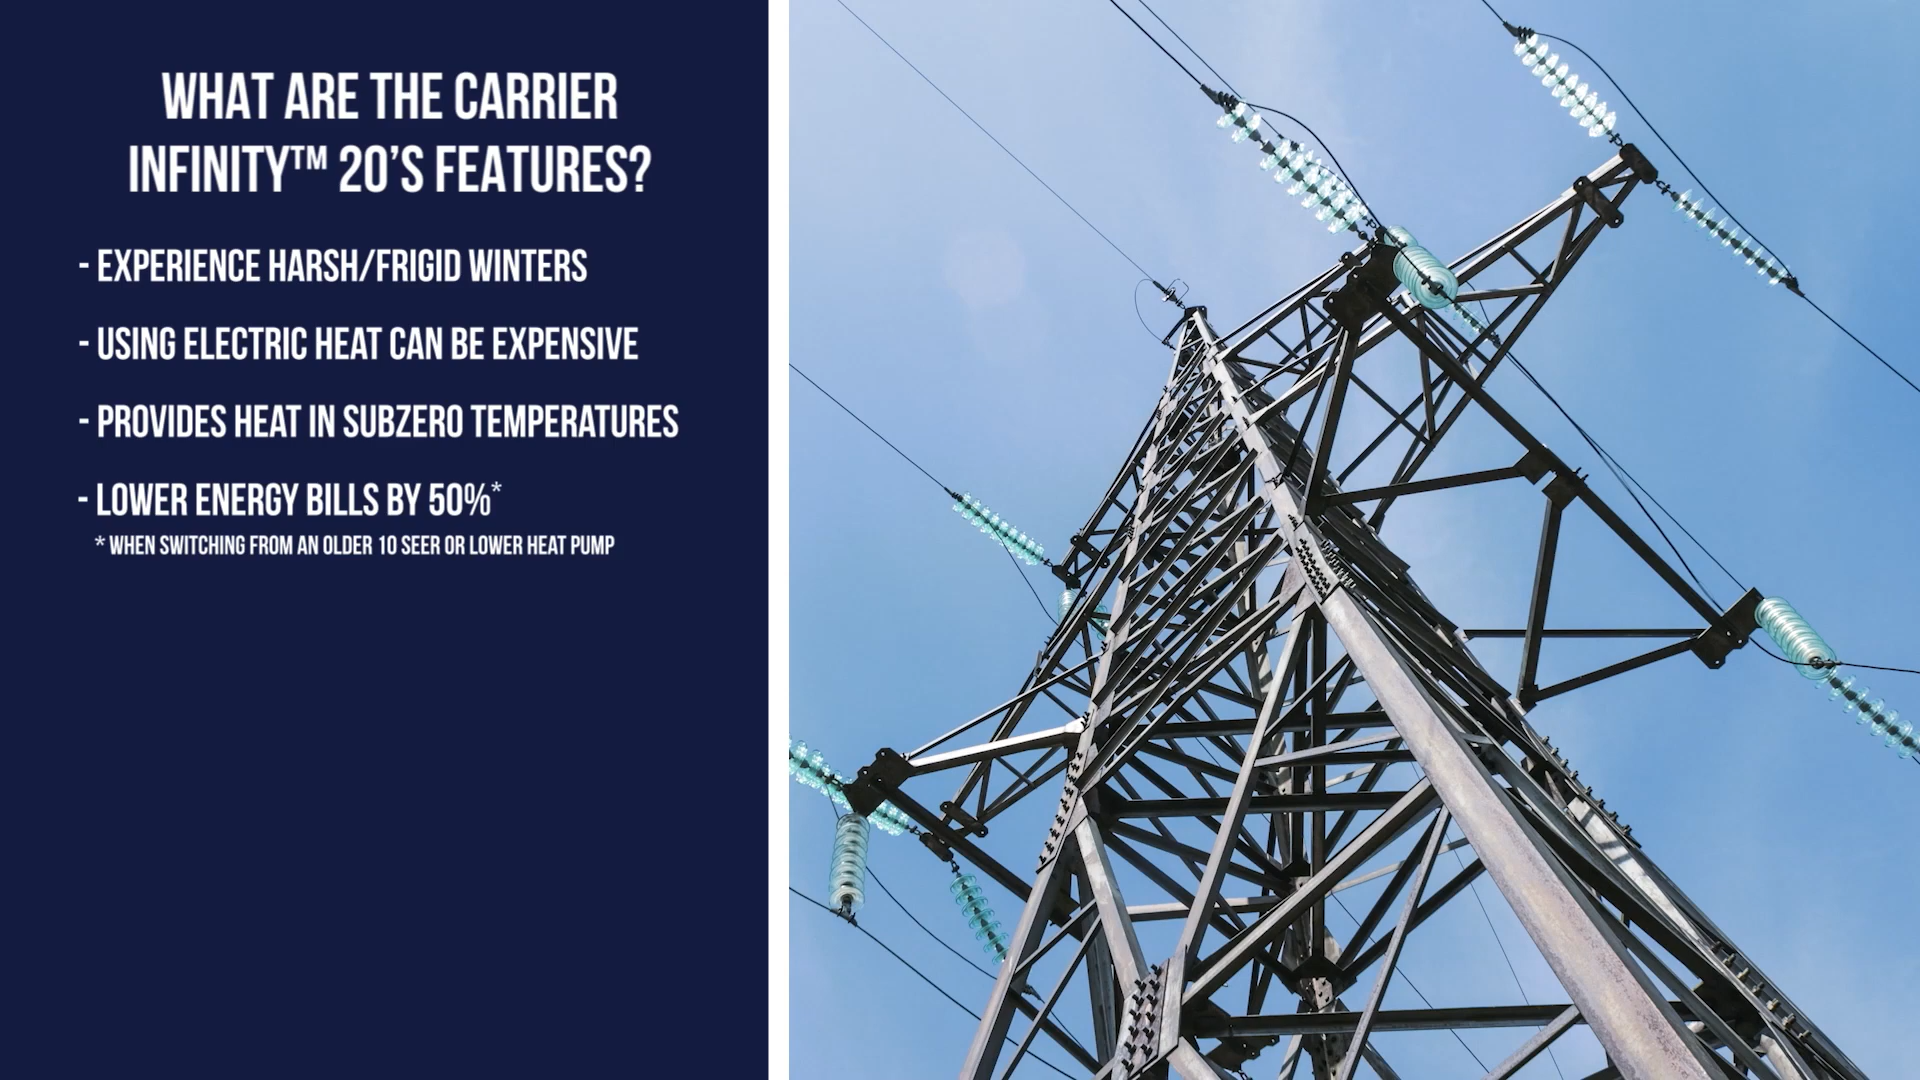 WHAT ARE THE CARRIER
INFINITY™ 20'S FEATURES?
- EXPERIENCE HARSH/FRIGID WINTERS
- USING ELECTRIC HEAT CAN BE EXPENSIVE
- PROVIDES HEAT IN SUBZERO TEMPERATURES
- LOWER ENERGY BILLS BY 50%*
* WHEN SWITCHING FROM AN OLDER 10 SEER OR LOWER HEAT PUMP